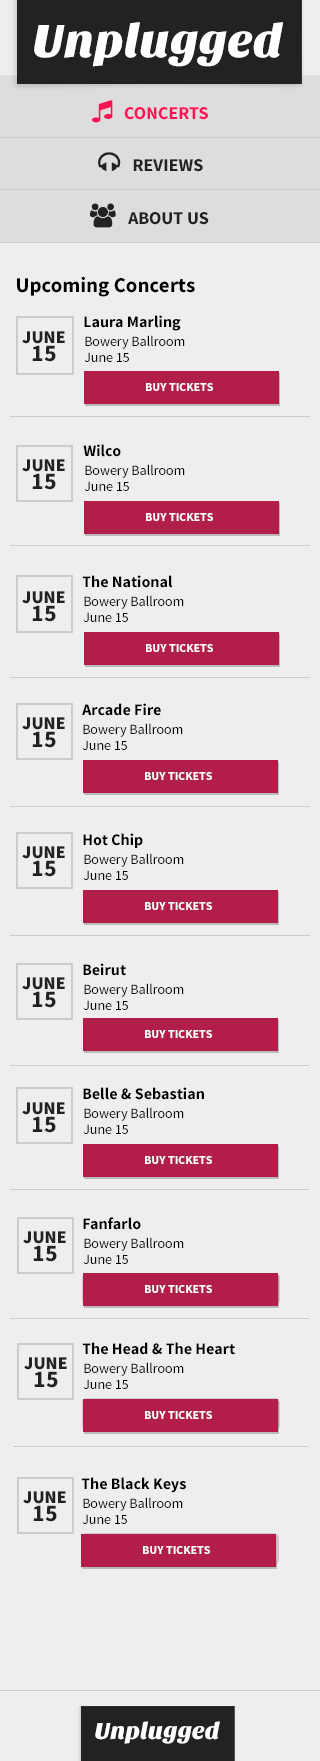 Unplugged
CONCERTS
REVIEWS
ABOUT US
Upcoming Concerts
JUNE
15
Laura Marling
Bowery Ballroom
June 15
BUY TICKETS
JUNE
15
Wilco
Bowery Ballroom
June 15
BUY TICKETS
JUNE
15
The National
Bowery Ballroom
June 15
BUY TICKETS
JUNE
15
Arcade Fire
Bowery Ballroom
June 15
BUY TICKETS
JUNE
15
Hot Chip
Bowery Ballroom
June 15
BUY TICKETS
JUNE
15
Beirut
Bowery Ballroom
June 15
BUY TICKETS
JUNE
15
Belle & Sebastian
Bowery Ballroom
June 15
BUY TICKETS
JUNE
15
Fanfarlo
Bowery Ballroom
June 15
BUY TICKETS
JUNE
15
The Head & The Heart
Bowery Ballroom
June 15
BUY TICKETS
JUNE
15
The Black Keys
Bowery Ballroom
June 15
BUY TICKETS
Unplugged